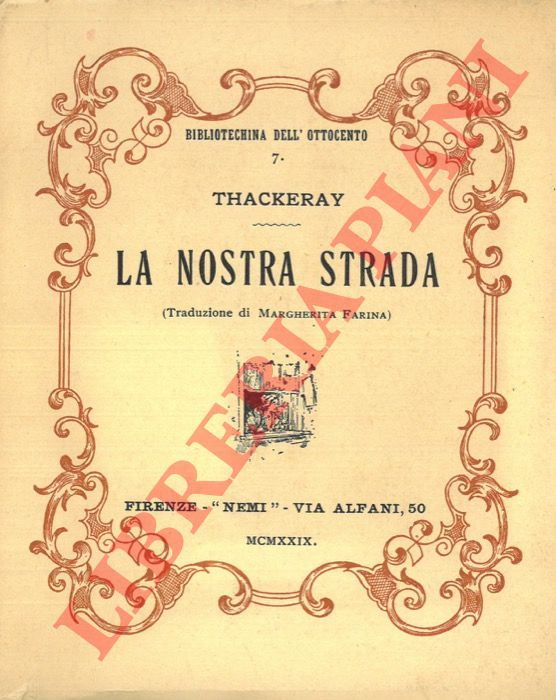 BIBLIOTECHINA DELL' OTTOCENTO
7.
THACKERAY
LA NOSTRA STRADA
(Traduzione di MARGHERITA FARINA)
FIRENZE - "NEMI" - VIA ALFANI, 50
MCMXXIX.
LIBRERIA PIANI